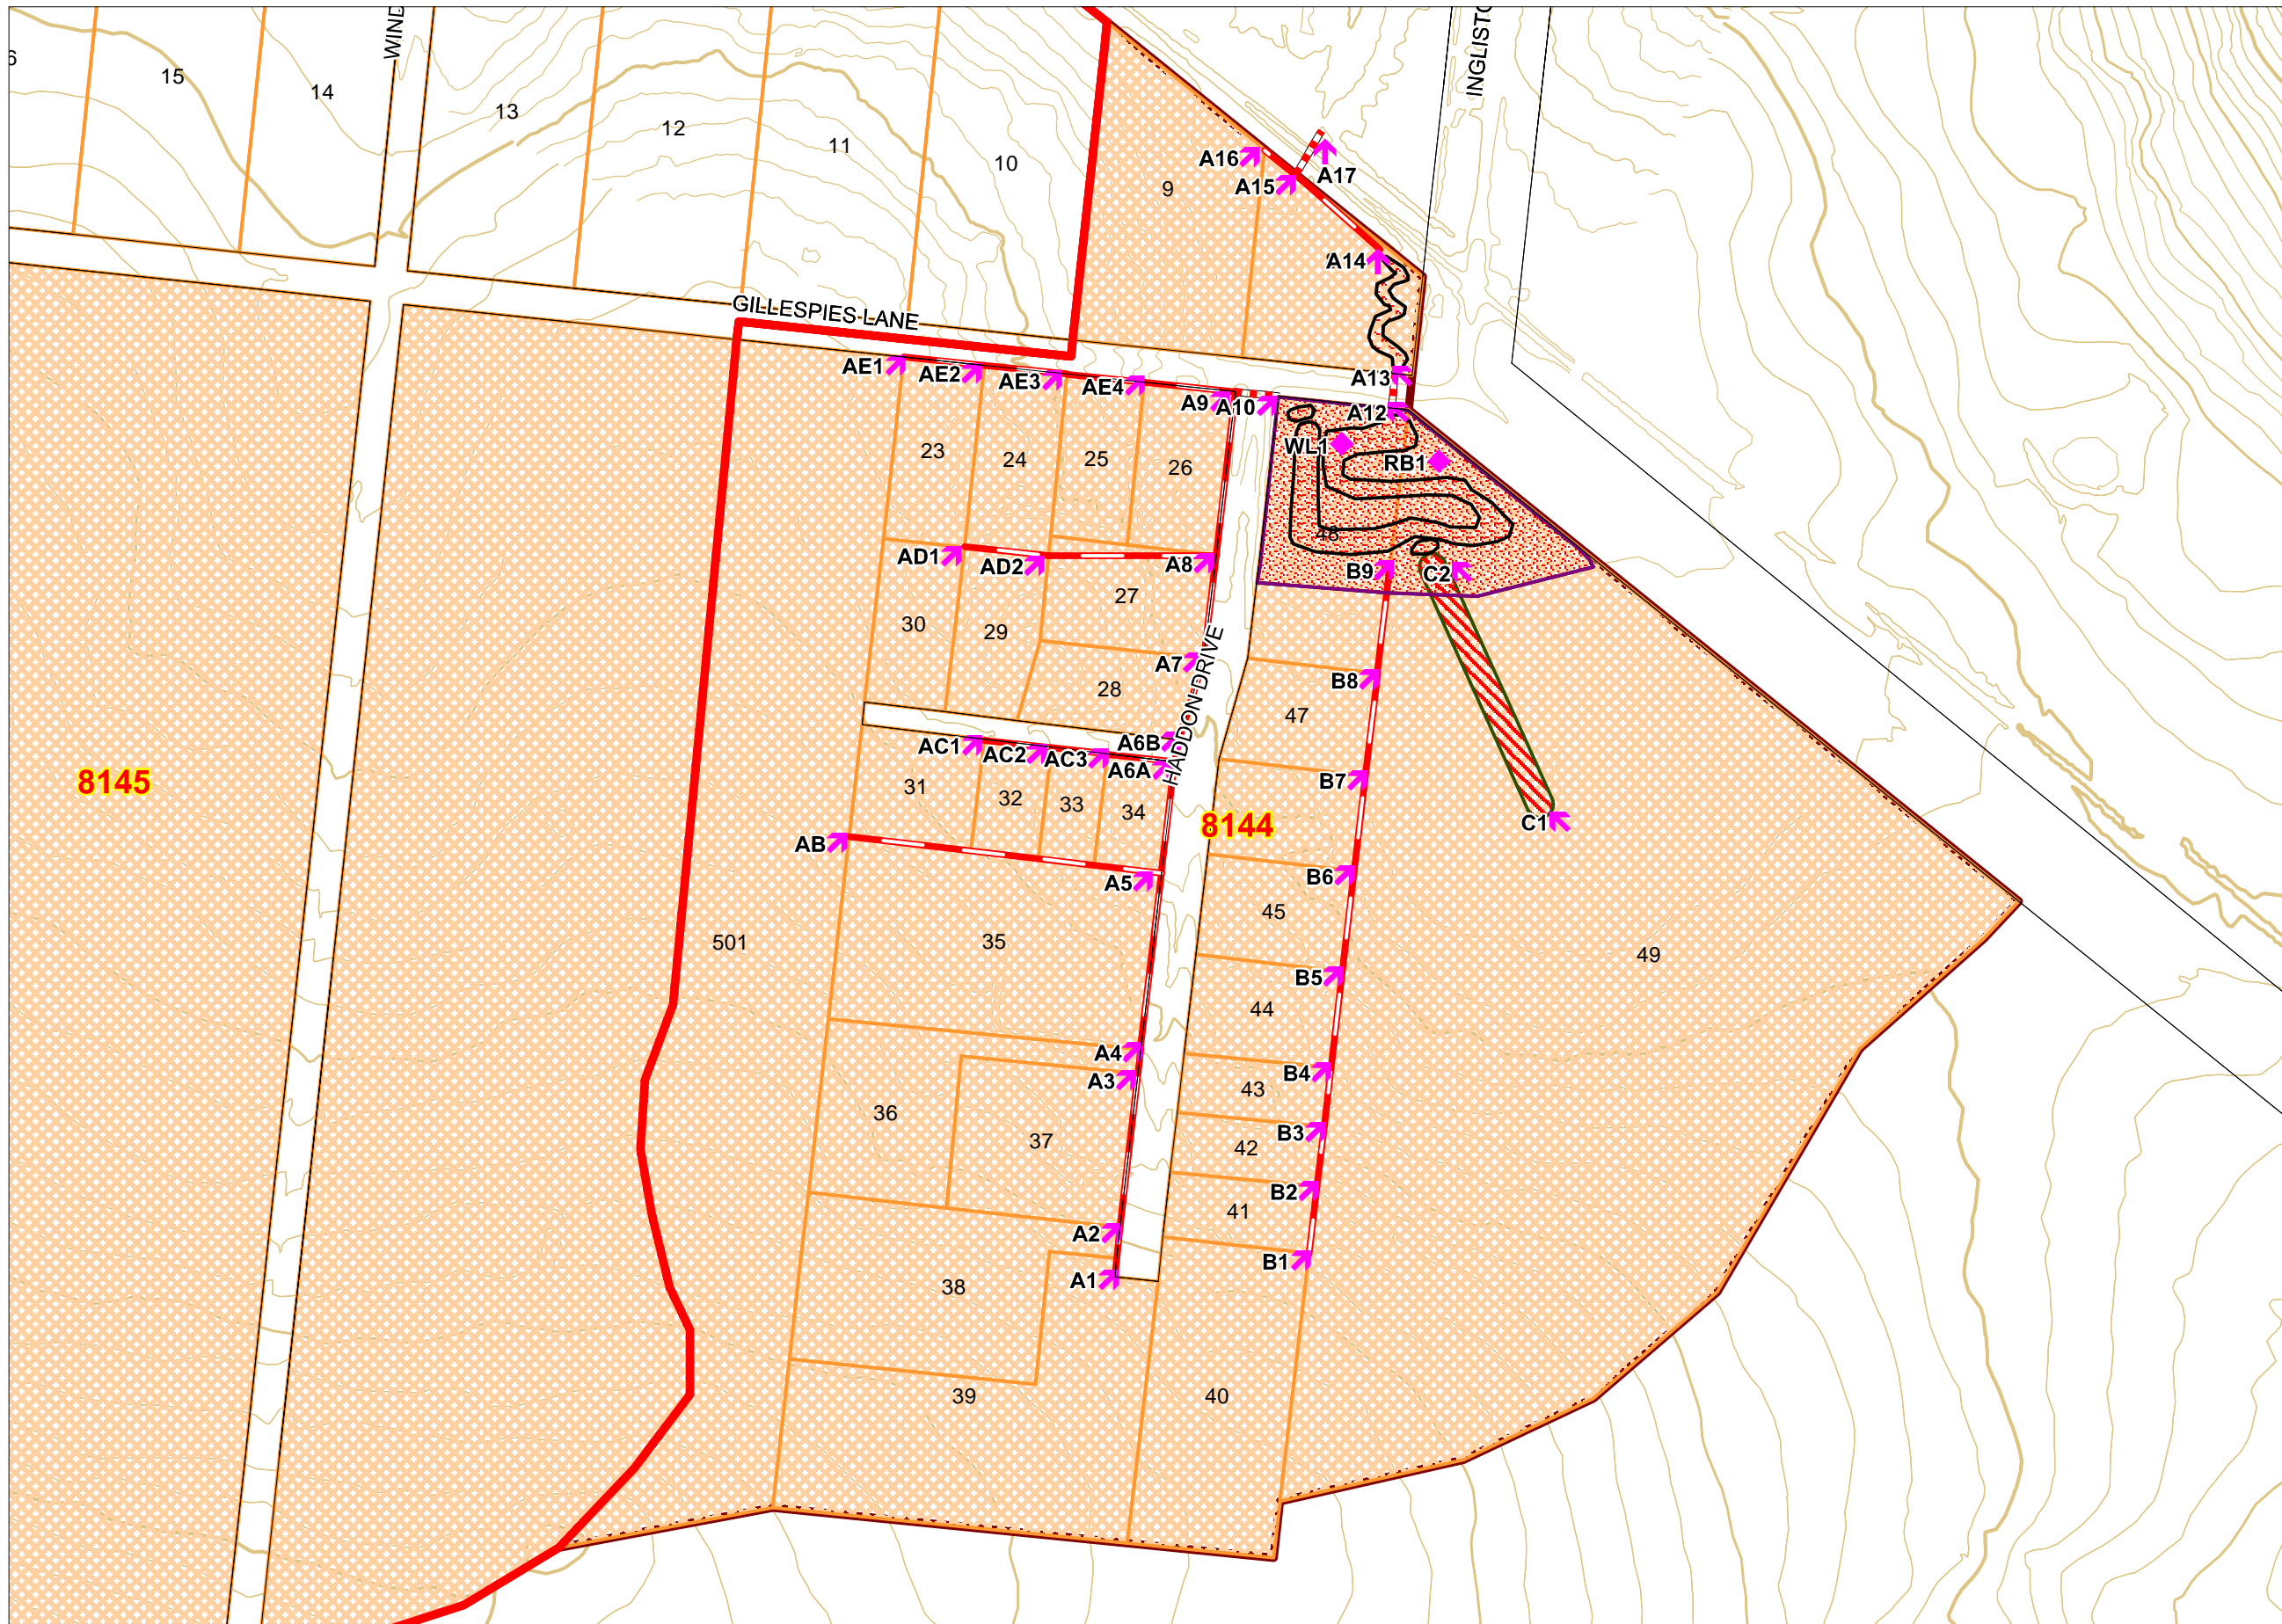 WIND
INGLISTO
6
15
14
13
12
11
10
9
A16
A15
A17
A14
GILLESPIES LANE
AE1
AE2
AE3
AE4
A9
A10
A12
A13
WL1
RB1
23
24
25
26
48
AD1
AD2
A8
B9
C2
27
30
29
A7
28
B8
HADDON DRIVE
47
AC1
AC2
AC3
A6B
A6A
B7
8145
31
32
33
34
8144
C1
AB
A5
B6
45
501
35
49
B5
44
A4
A3
B4
43
36
37
B3
42
B2
41
A2
B1
A1
38
39
40